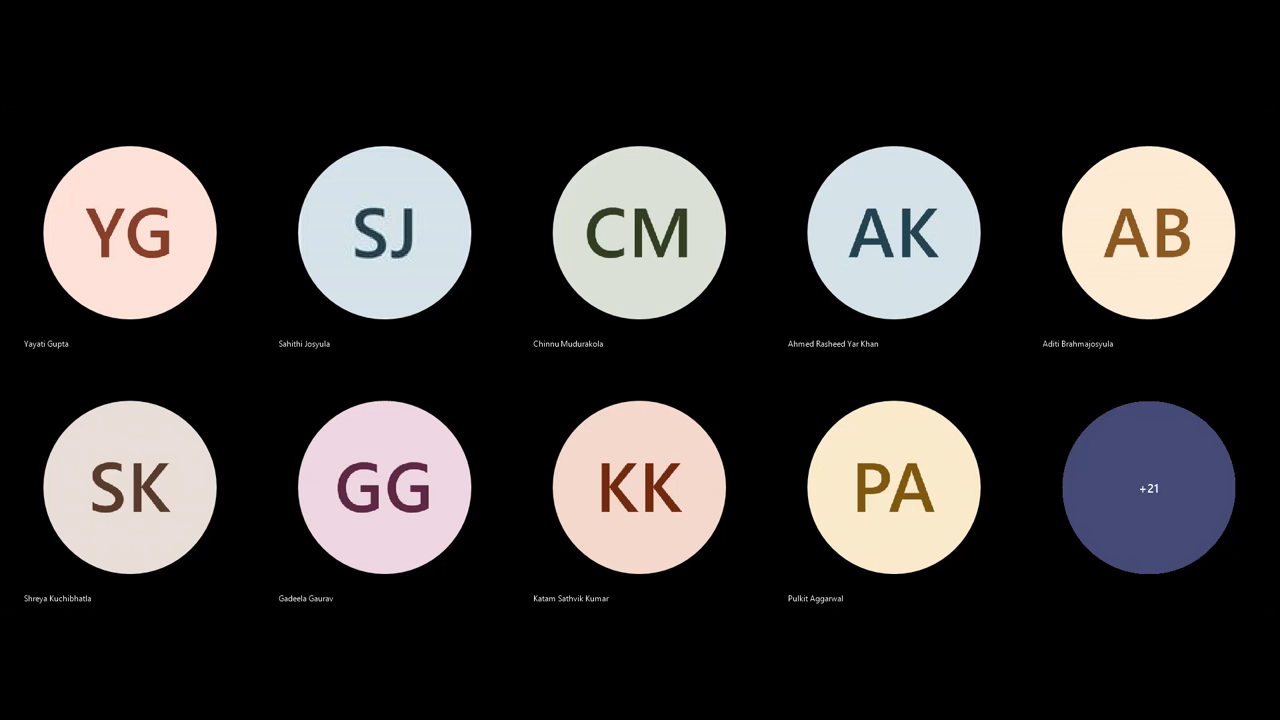 YG
SJ
CM
AK
AB
Yayati Gupta
Sahithi Josyula
Chinnu Mudurakola
Ahmed Rasheed Yar Khan
Aditi Brahmajosyula
SK
GG
KK
PA
+21
Shreya Kuchibhatla
Gadeela Gaurav
Katam Sathvik Kumar
Pulkit Aggarwal